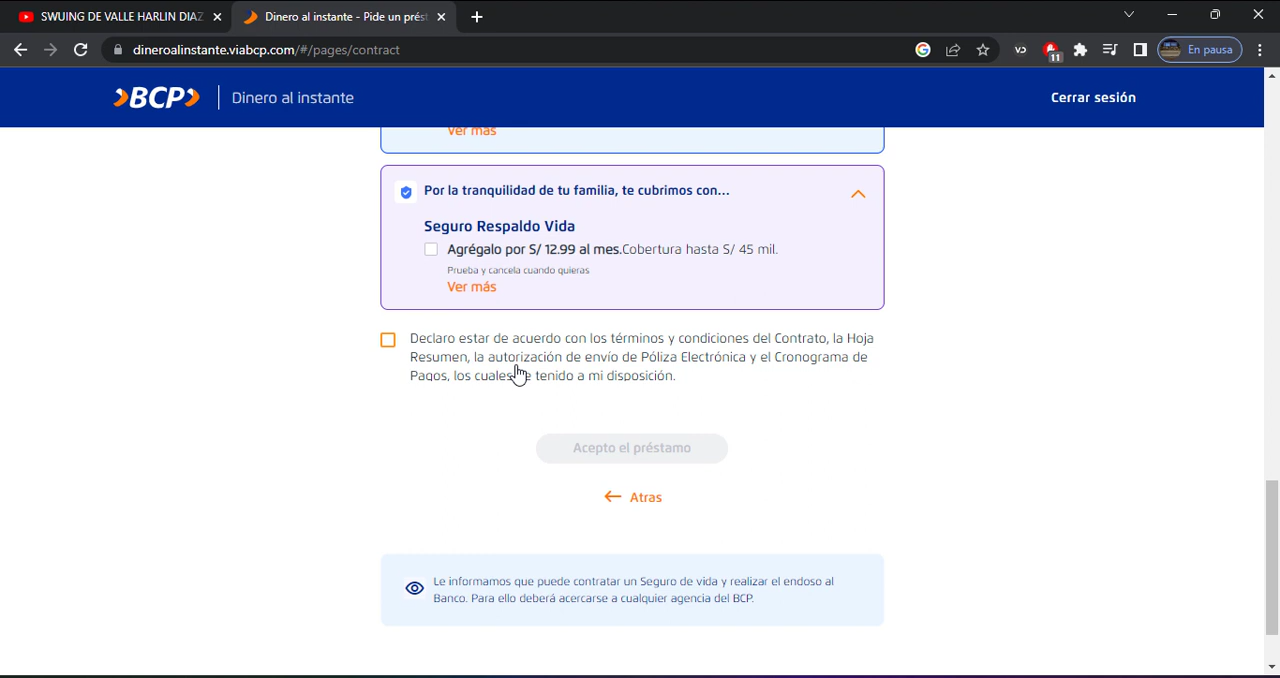 SWUING DE VALLE HARLIN DIAZ
Dinero al instante - Pide un prést
dineroalinstante.viabcp.com/#/pages/contract
11
En pausa
BCP
Dinero al instante
Cerrar sesión
Ver más
Por la tranquilidad de tu familia, te cubrimos con...
Seguro Respaldo Vida
Agrégalo por S/ 12.99 al mes.Cobertura hasta S/ 45 mil.
Prueba y cancela cuando quieras
Ver más
Declaro estar de acuerdo con los términos y condiciones del Contrato, la Hoja
Resumen, la autorización de envío de Póliza Electrónica y el Cronograma de
Pagos, los cuales tenido a mi disposición.
Acepto el préstamo
Atras
Le informamos que puede contratar un Seguro de vida y realizar el endoso al
Banco. Para ello deberá acercarse a cualquier agencia del BCP.